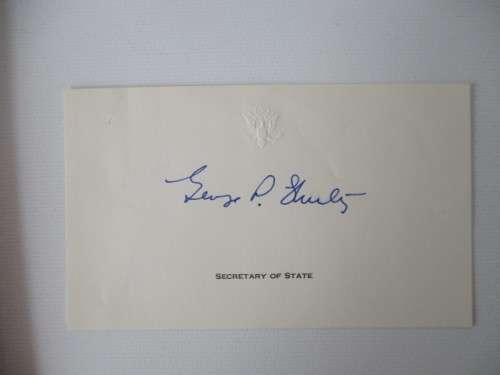 George P. Shultz
SECRETARY OF STATE